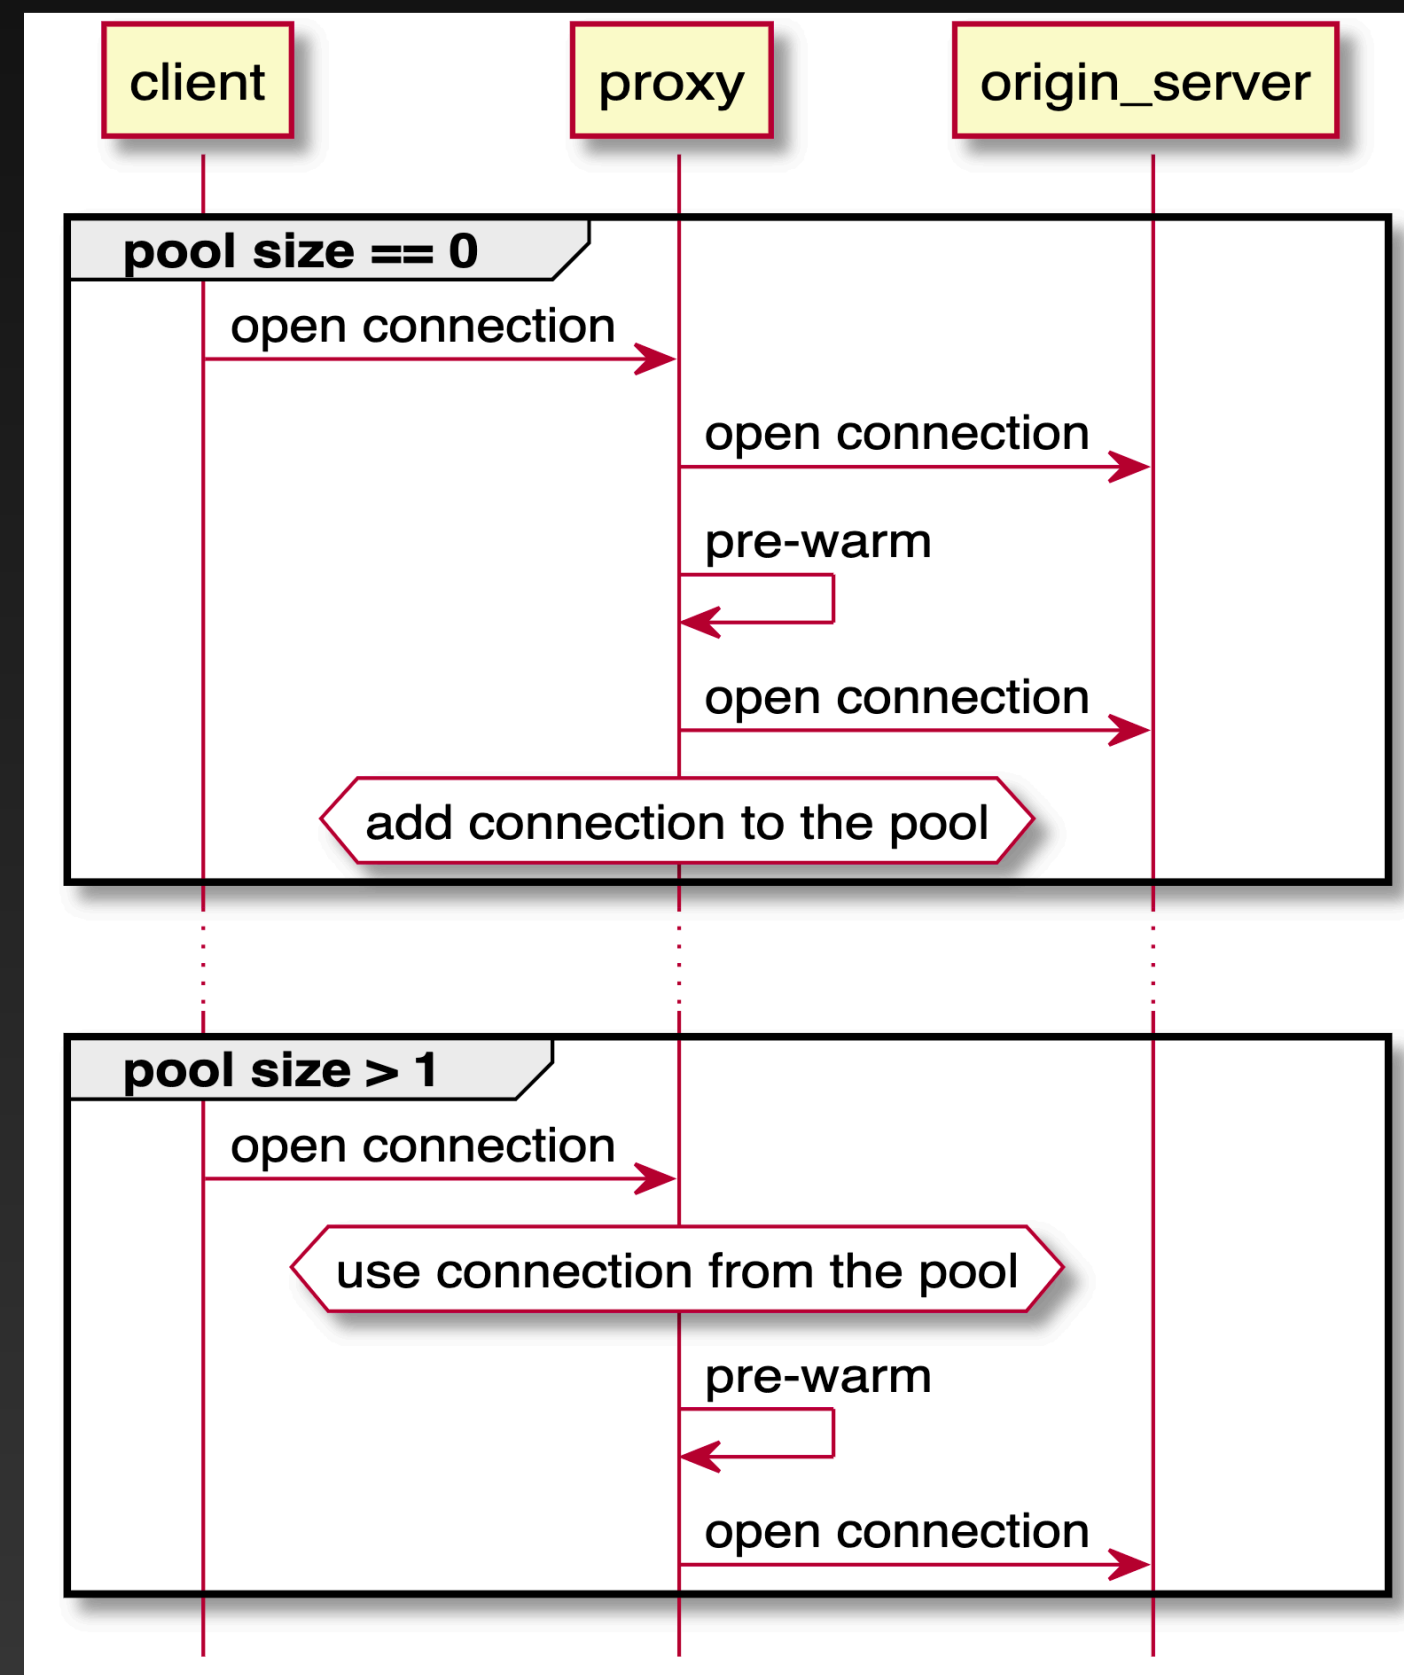 client
proxy
origin_server
pool size == 0
open connection
open connection
pre-warm
open connection
add connection to the pool
pool size > 1
open connection
use connection from the pool
pre-warm
open connection